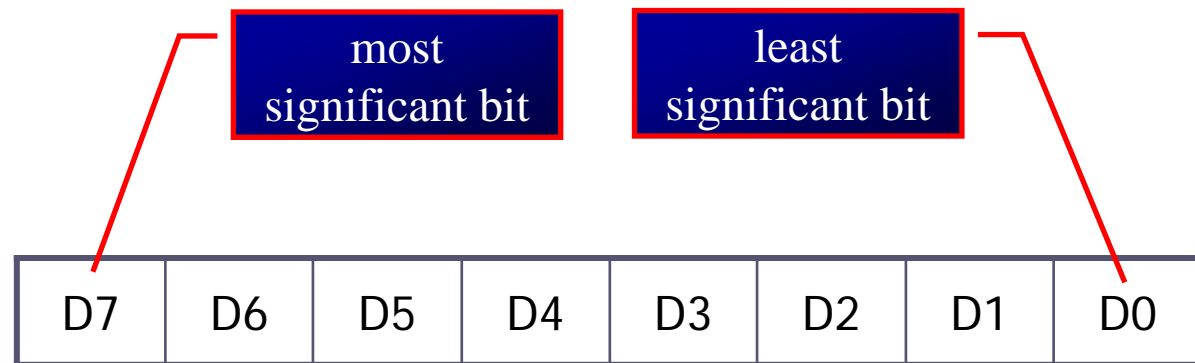 most
significant bit
least
significant bit
D7 D6 D5 D4 D3 D2 D1 D0